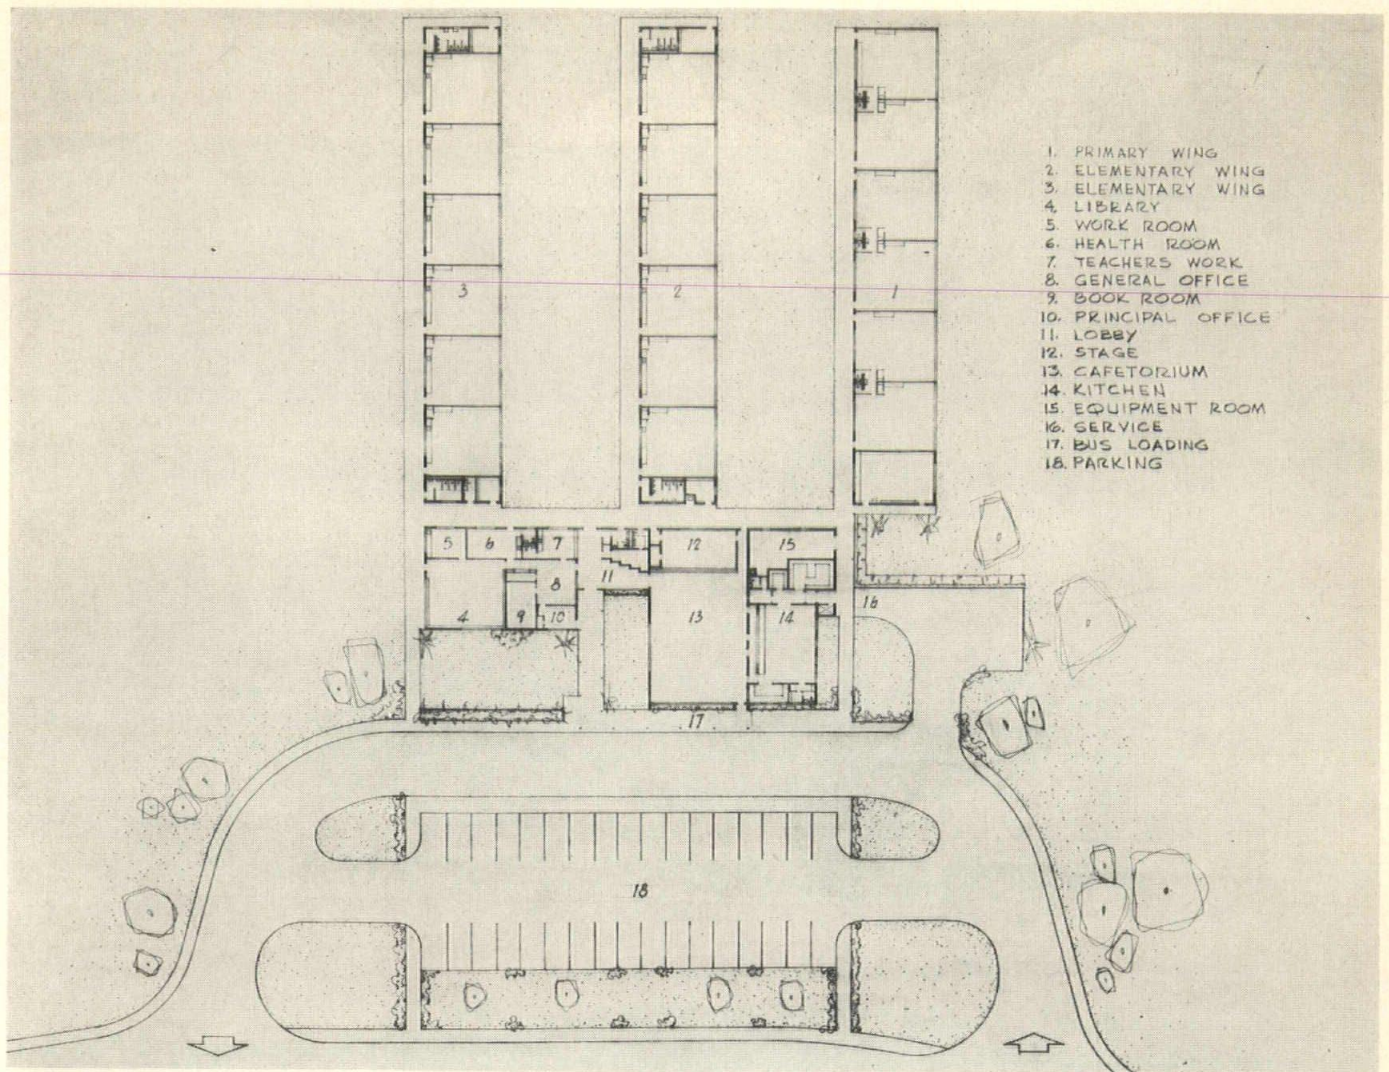 1. PRIMARY WING
2. ELEMENTARY WING
3. ELEMENTARY WING
4. LIBRARY
5. WORK ROOM
6. HEALTH ROOM
7. TEACHERS WORK
8. GENERAL OFFICE
9. BOOK ROOM
10. PRINCIPAL OFFICE
11. LOBBY
12. STAGE
13. CAFETORIUM
14. KITCHEN
15. EQUIPMENT ROOM
16. SERVICE
17. BUS LOADING
18. PARKING
3 2 1
5 6 7 12 15
11
8
4 9 10 13 14 16
17
18